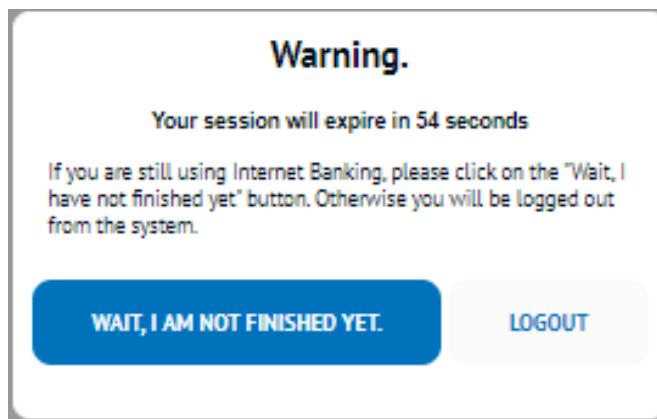 Warning.
Your session will expire in 54 seconds
If you are still using Internet Banking, please click on the "Wait, I
have not finished yet" button. Otherwise you will be logged out
from the system.
WAIT, I AM NOT FINISHED YET.
LOGOUT